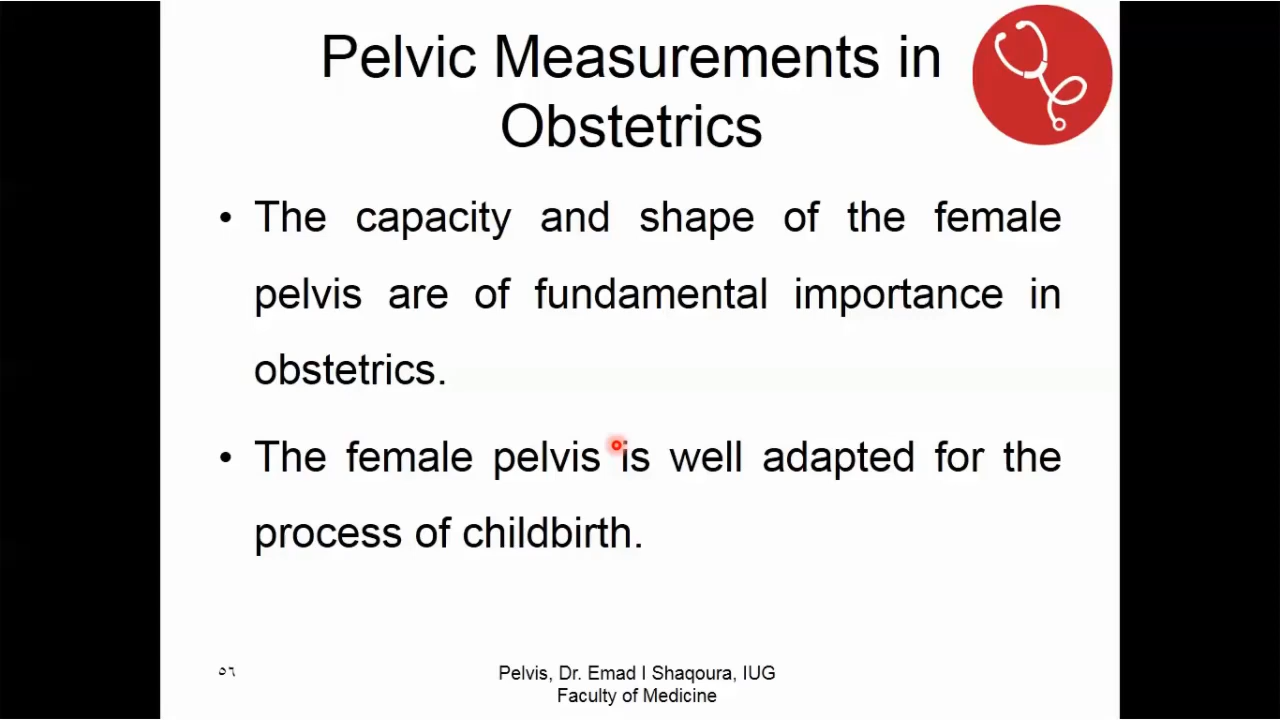 Pelvic Measurements in
Obstetrics
• The capacity and shape of the female
pelvis are of fundamental importance in
obstetrics.
• The female pelvis is well adapted for the
process of childbirth.
٥٦
Pelvis, Dr. Emad I Shaqoura, IUG
Faculty of Medicine